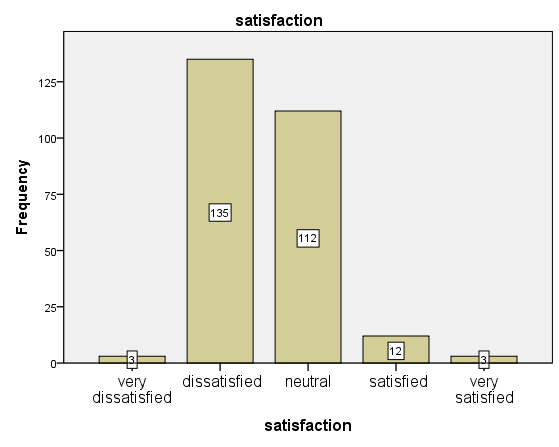 satisfaction
125
100
75
50
25
0
Frequency
3
135
112
12
3
very dissatisfied
dissatisfied
neutral
satisfied
very satisfied
satisfaction